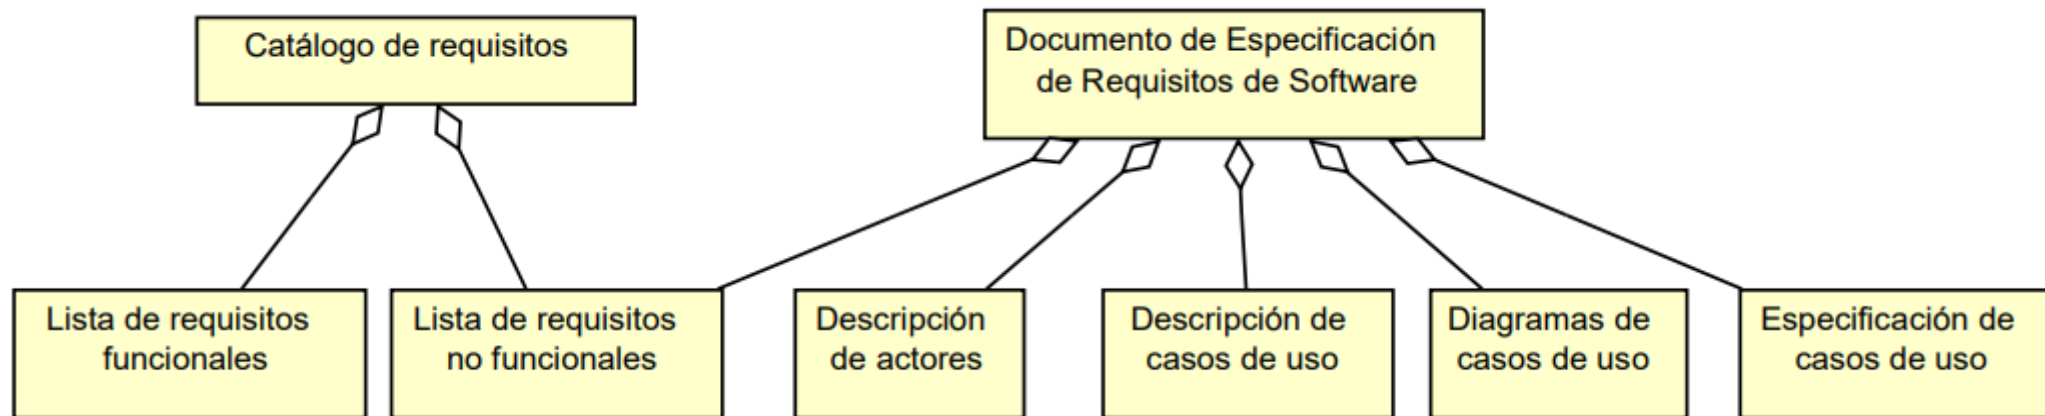 Catálogo de requisitos
Documento de Especificación
de Requisitos de Software
Lista de requisitos
funcionales
Lista de requisitos
no funcionales
Descripción
de actores
Descripción de
casos de uso
Diagramas de
casos de uso
Especificación de
casos de uso